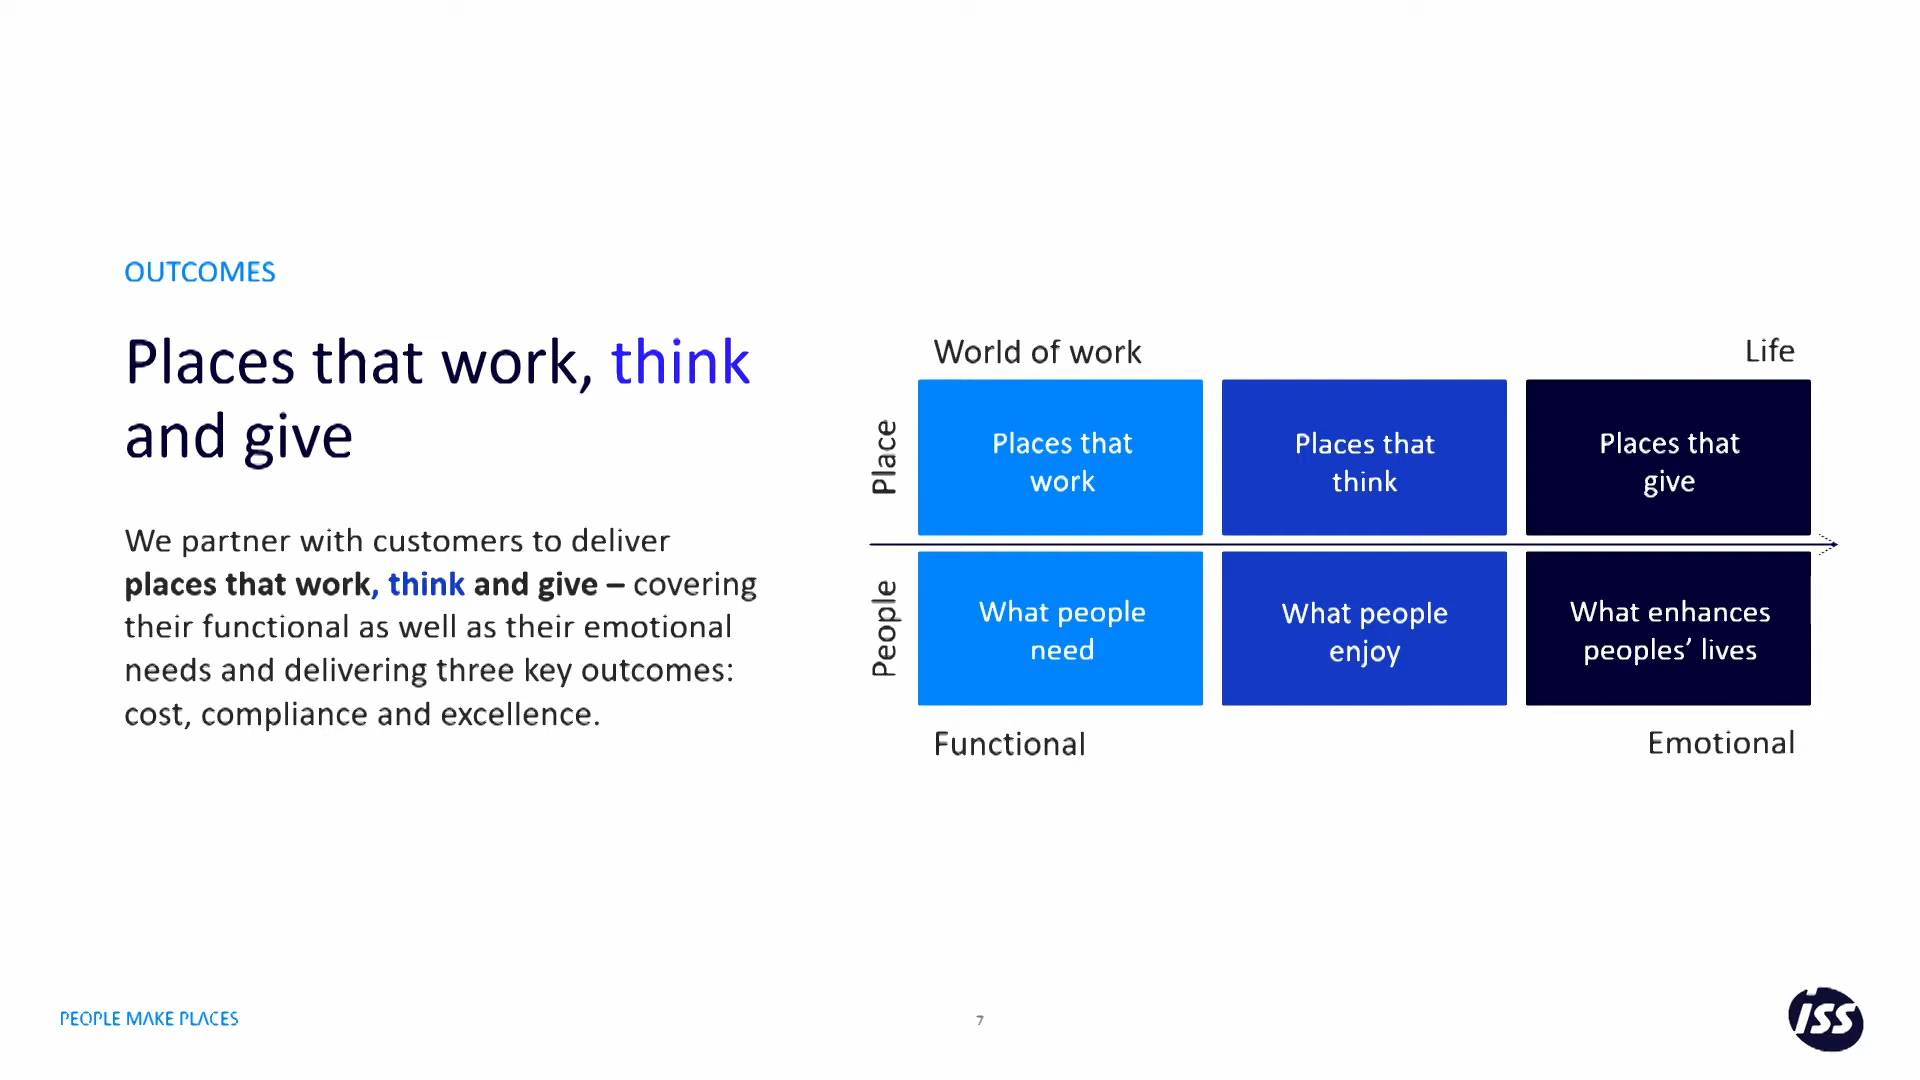 OUTCOMES
Places that work, think
and give
We partner with customers to deliver
places that work, think and give – covering
their functional as well as their emotional
needs and delivering three key outcomes:
cost, compliance and excellence.
World of work
Life
Place
Places that
work
Places that
think
Places that
give
People
What people
need
What people
enjoy
What enhances
peoples’ lives
Functional
Emotional
PEOPLE MAKE PLACES
7
ISS